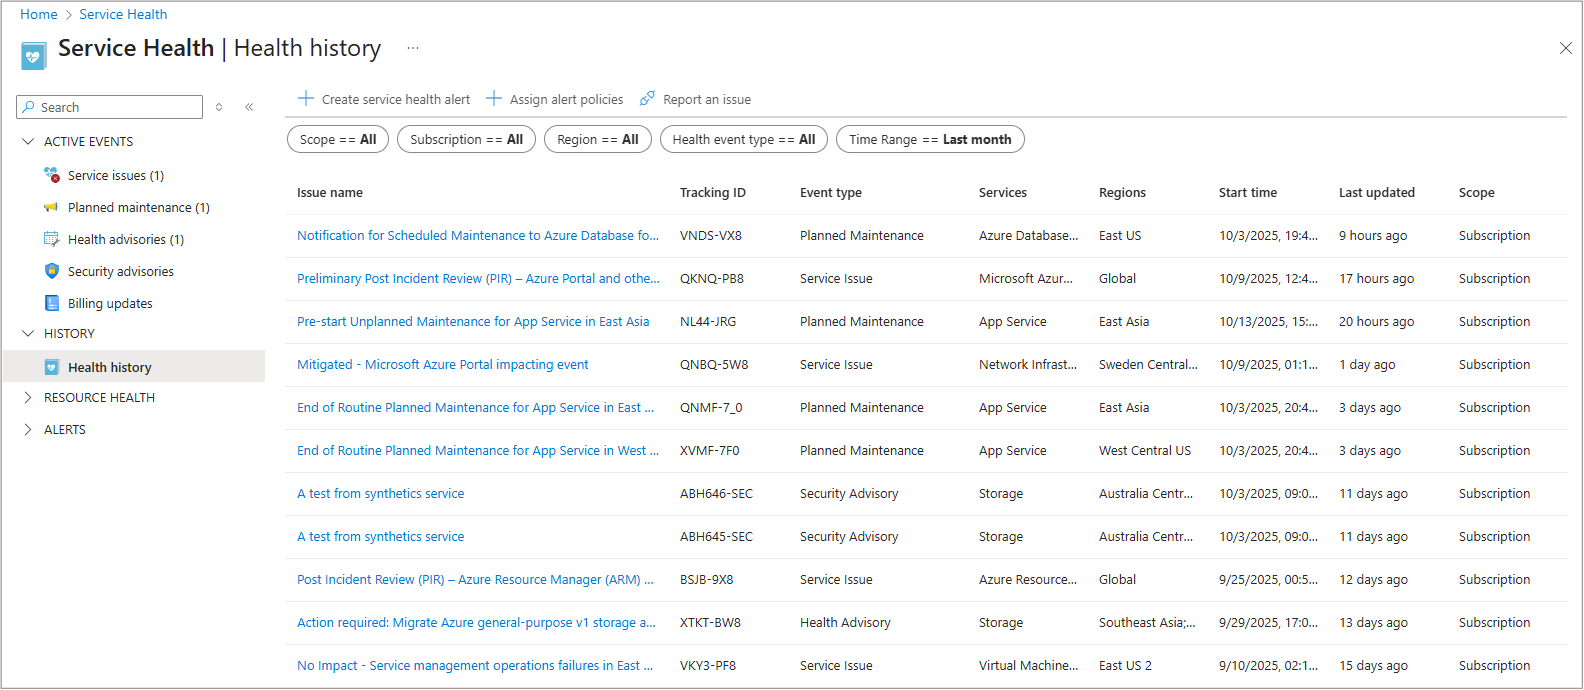 Home > Service Health
Service Health | Health history ...
Search
ACTIVE EVENTS
Service issues (1)
Planned maintenance (1)
Health advisories (1)
Security advisories
Billing updates
HISTORY
Health history
RESOURCE HEALTH
ALERTS
Create service health alert Assign alert policies Report an issue
Scope == All Subscription == All Region == All Health event type == All Time Range == Last month
Issue name Tracking ID Event type Services Regions Start time Last updated Scope
Notification for Scheduled Maintenance to Azure Database fo... VNDS-VX8 Planned Maintenance Azure Database... East US 10/3/2025, 19:4... 9 hours ago Subscription
Preliminary Post Incident Review (PIR) – Azure Portal and othe... QKNQ-PB8 Service Issue Microsoft Azur... Global 10/9/2025, 12:4... 17 hours ago Subscription
Pre-start Unplanned Maintenance for App Service in East Asia NL44-JRG Planned Maintenance App Service East Asia 10/13/2025, 15:... 20 hours ago Subscription
Mitigated - Microsoft Azure Portal impacting event QNBQ-5W8 Service Issue Network Infrast... Sweden Central... 10/9/2025, 01:1... 1 day ago Subscription
End of Routine Planned Maintenance for App Service in East ... QNMF-7_0 Planned Maintenance App Service East Asia 10/3/2025, 20:4... 3 days ago Subscription
End of Routine Planned Maintenance for App Service in West ... XVMF-7F0 Planned Maintenance App Service West Central US 10/3/2025, 20:4... 3 days ago Subscription
A test from synthetics service ABH646-SEC Security Advisory Storage Australia Centr... 10/3/2025, 09:0... 11 days ago Subscription
A test from synthetics service ABH645-SEC Security Advisory Storage Australia Centr... 10/3/2025, 09:0... 11 days ago Subscription
Post Incident Review (PIR) – Azure Resource Manager (ARM) ... BSJB-9X8 Service Issue Azure Resource... Global 9/25/2025, 00:5... 12 days ago Subscription
Action required: Migrate Azure general-purpose v1 storage a... XTKT-BW8 Health Advisory Storage Southeast Asia;... 9/29/2025, 17:0... 13 days ago Subscription
No Impact - Service management operations failures in East ... VKY3-PF8 Service Issue Virtual Machine... East US 2 9/10/2025, 02:1... 15 days ago Subscription